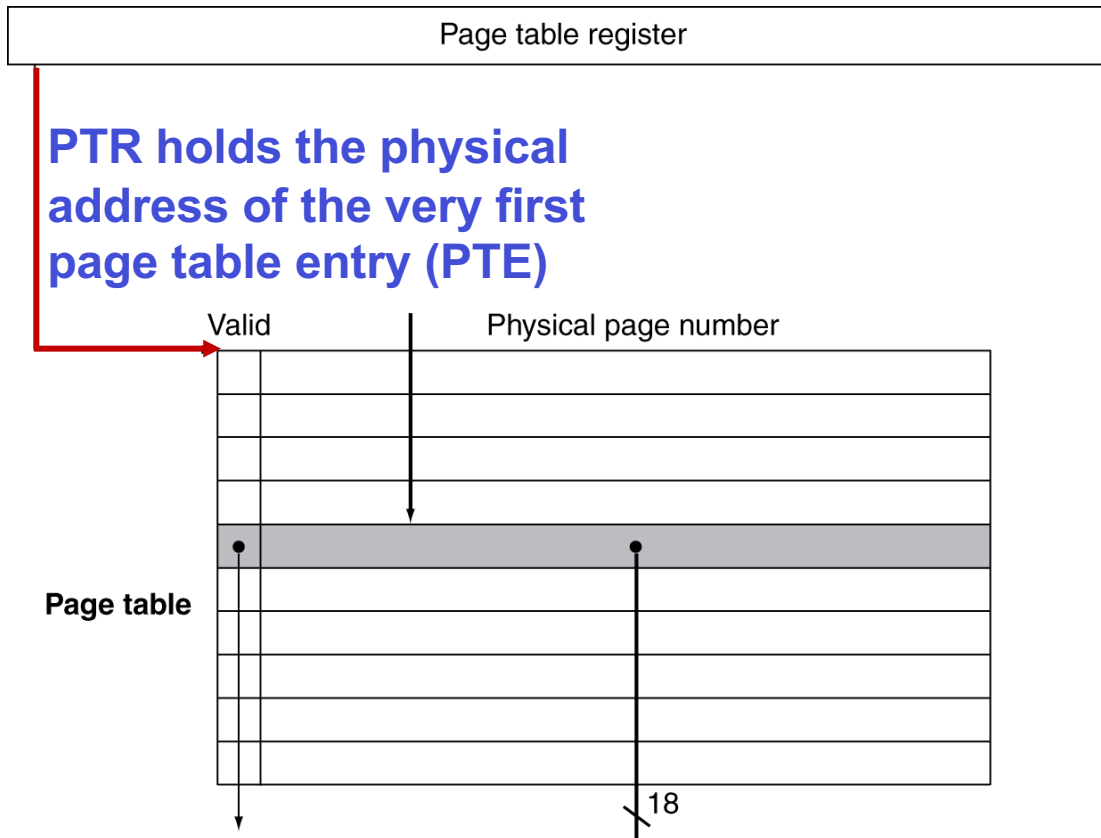 Page table register
PTR holds the physical
address of the very first
page table entry (PTE)
Valid
Physical page number
Page table
18